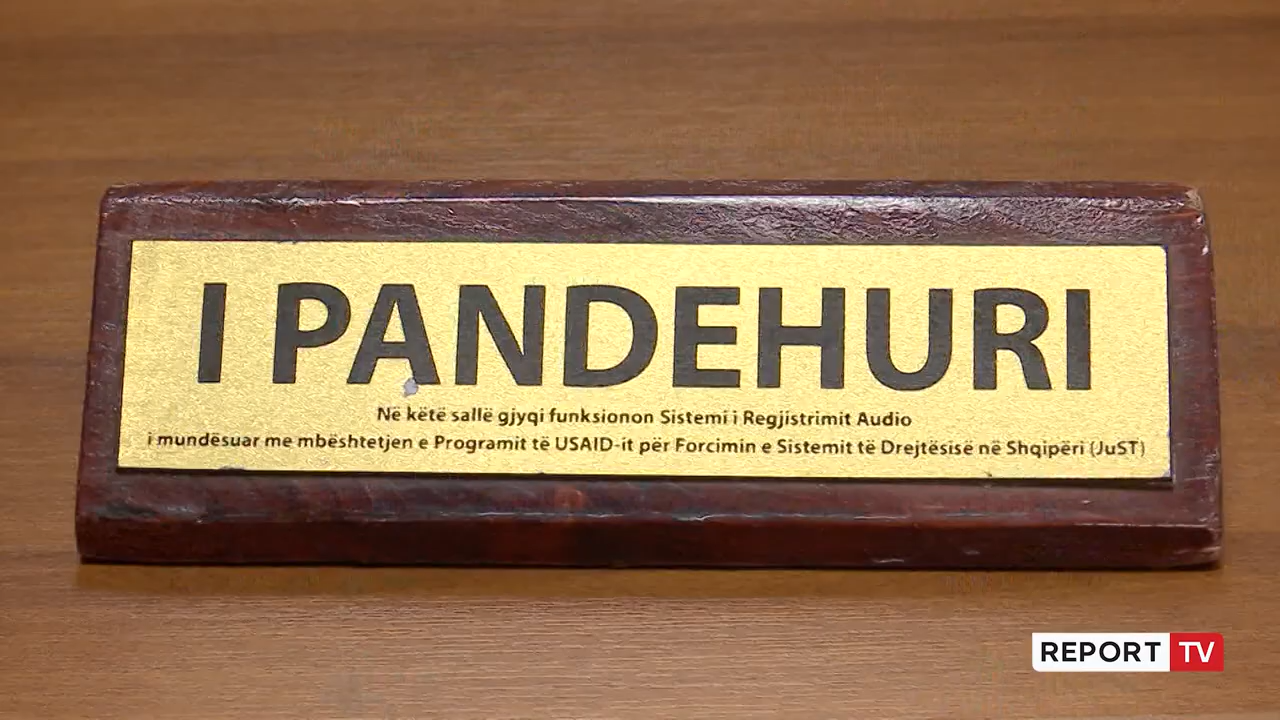 I PANDEHURI
Në këtë sallë gjyqi funksionon Sistemi i Regjistrimit Audio
i mundësuar me mbështetjen e Programit të USAID-it për Forcimin e Sistemit të Drejtësisë në Shqipëri (JuST)
REPORT TV